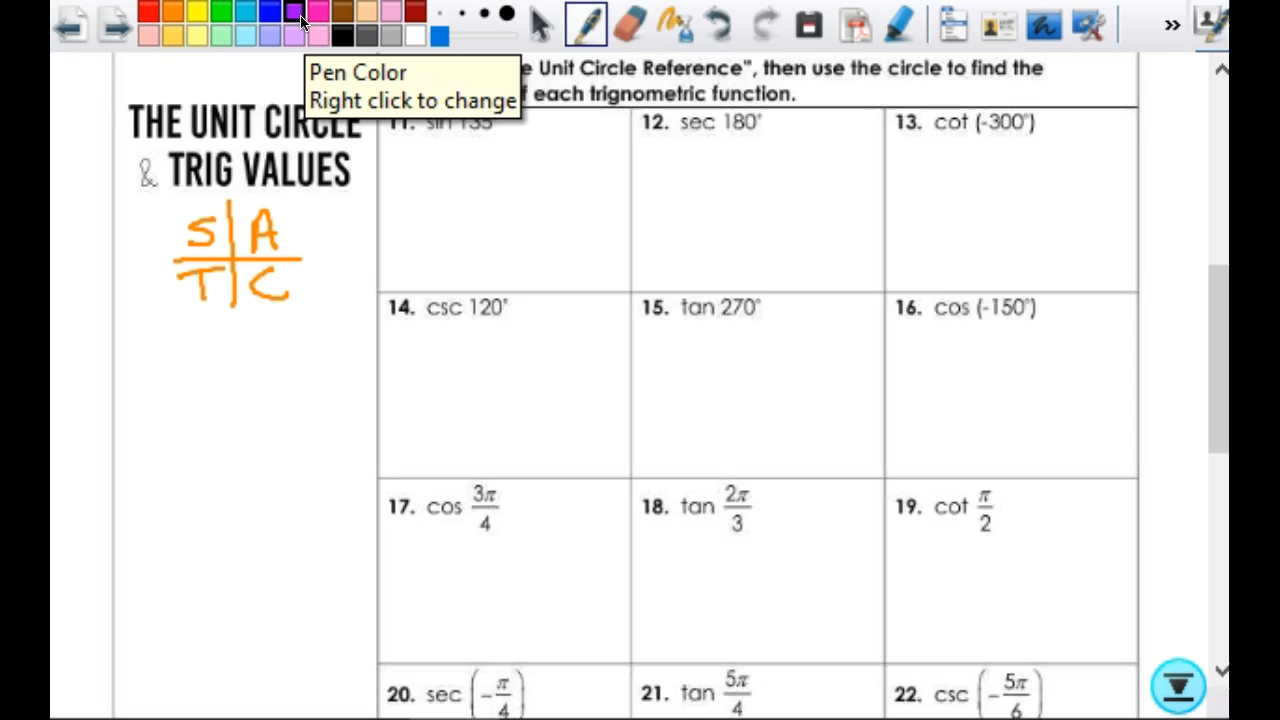 Pen Color
Right click to change
e Unit Circle Reference", then use the circle to find the
f each trignometric function.
THE UNIT CIRCLE
& TRIG VALUES
S A
T C
11. sin 135°
12. sec 180°
13. cot (-300°)
14. csc 120°
15. tan 270°
16. cos (-150°)
17. cos 3π/4
18. tan 2π/3
19. cot π/2
20. sec (-π/4)
21. tan 5π/4
22. csc (-5π/6)